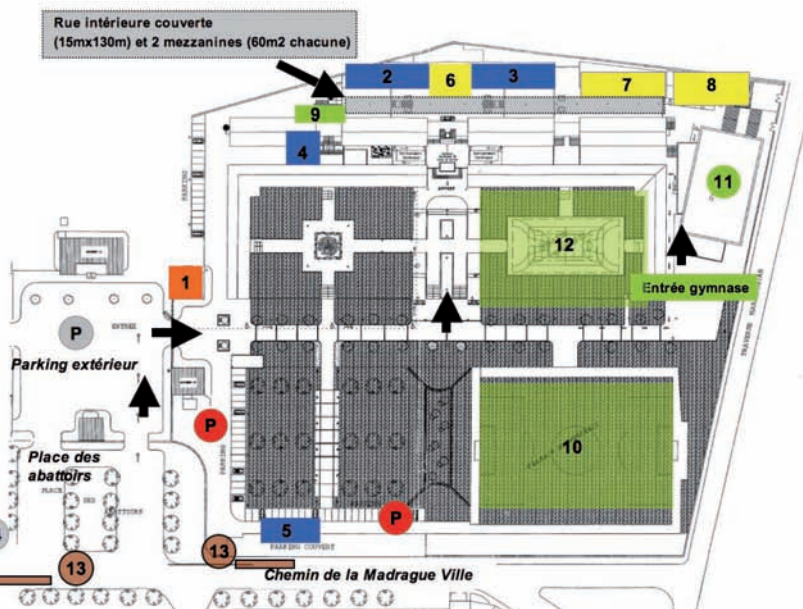 Rue intérieure couverte
(15mx130m) et 2 mezzanines (60m2 chacune)
2
6
3
7
8
9
4
11
PARKING
12
1
Entrée gymnase
P
ENTREE
Parking extérieur
P
PARKING
10
Place des
abattoirs
PLACE
DES
P
5
PARKING COUVERT
13
13
Chemin de la Madrague Ville